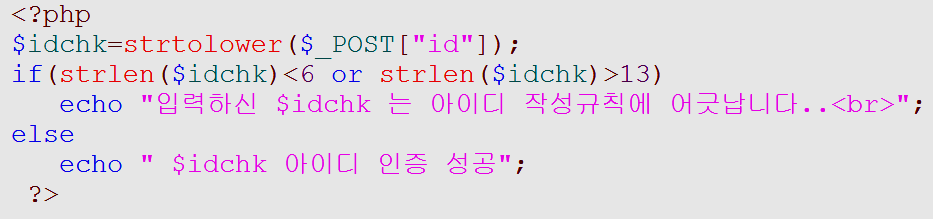 <?php
$idchk=strtolower($_POST["id"]);
if(strlen($idchk)<6 or strlen($idchk)>13)
   echo "입력하신 $idchk 는 아이디 작성규칙에 어긋납니다..<br>";
else
   echo " $idchk 아이디 인증 성공";
 ?>